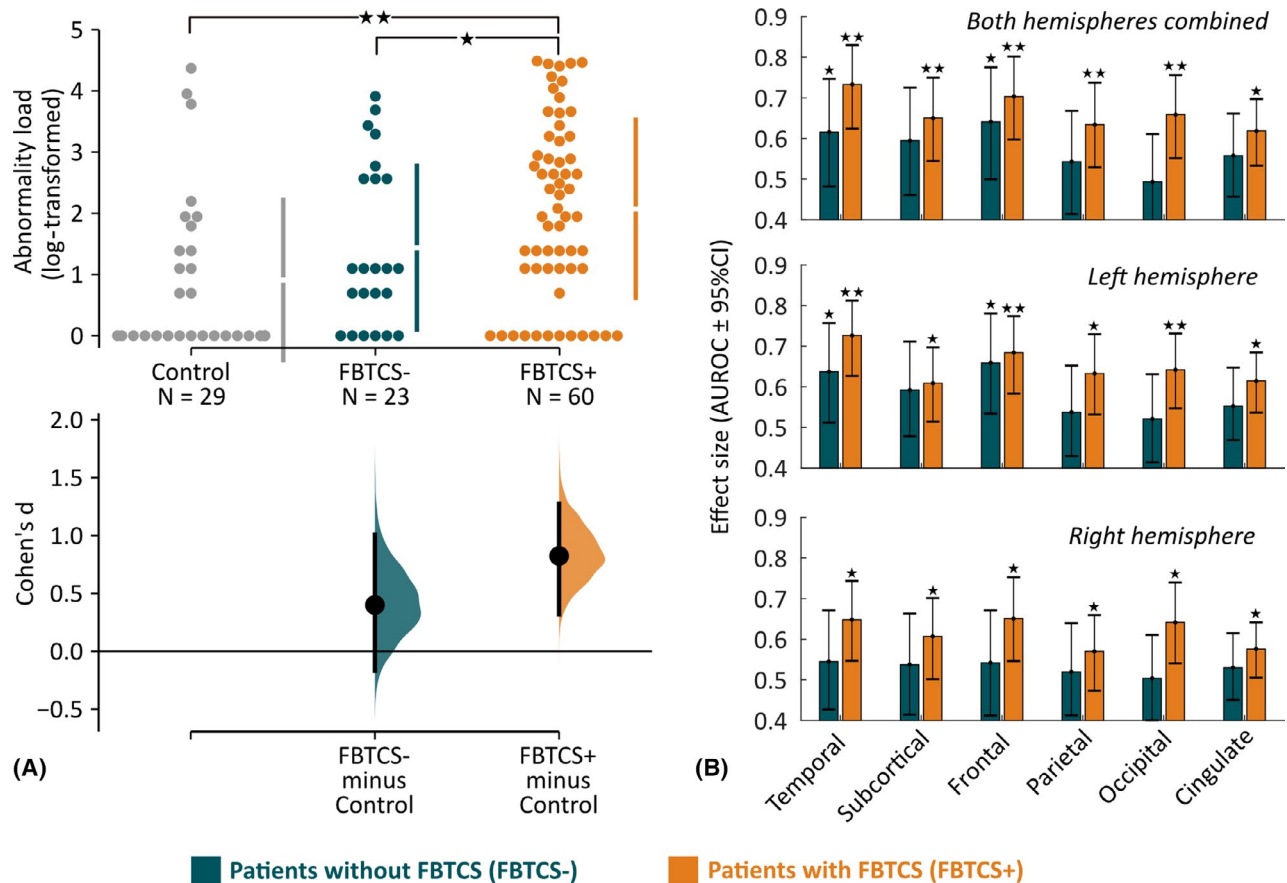 ★★
★
5
4
3
2
1
0
Abnormality load
(log-transformed)
Control
N = 29
FBTCS-
N = 23
FBTCS+
N = 60
2.0
1.5
1.0
0.5
0.0
−0.5
Cohen's d
FBTCS-
minus
Control
FBTCS+
minus
Control
(A)
Effect size (AUROC ± 95%CI)
Both hemispheres combined
0.9
0.8
0.7
0.6
0.5
0.4
★ ★★ ★★ ★ ★★ ★★ ★★ ★
Left hemisphere
0.9
0.8
0.7
0.6
0.5
0.4
★ ★★ ★ ★ ★★ ★ ★★ ★
Right hemisphere
0.9
0.8
0.7
0.6
0.5
0.4
★ ★ ★ ★ ★ ★
Temporal
Subcortical
Frontal
Parietal
Occipital
Cingulate
(B)
Patients without FBTCS (FBTCS-)
Patients with FBTCS (FBTCS+)